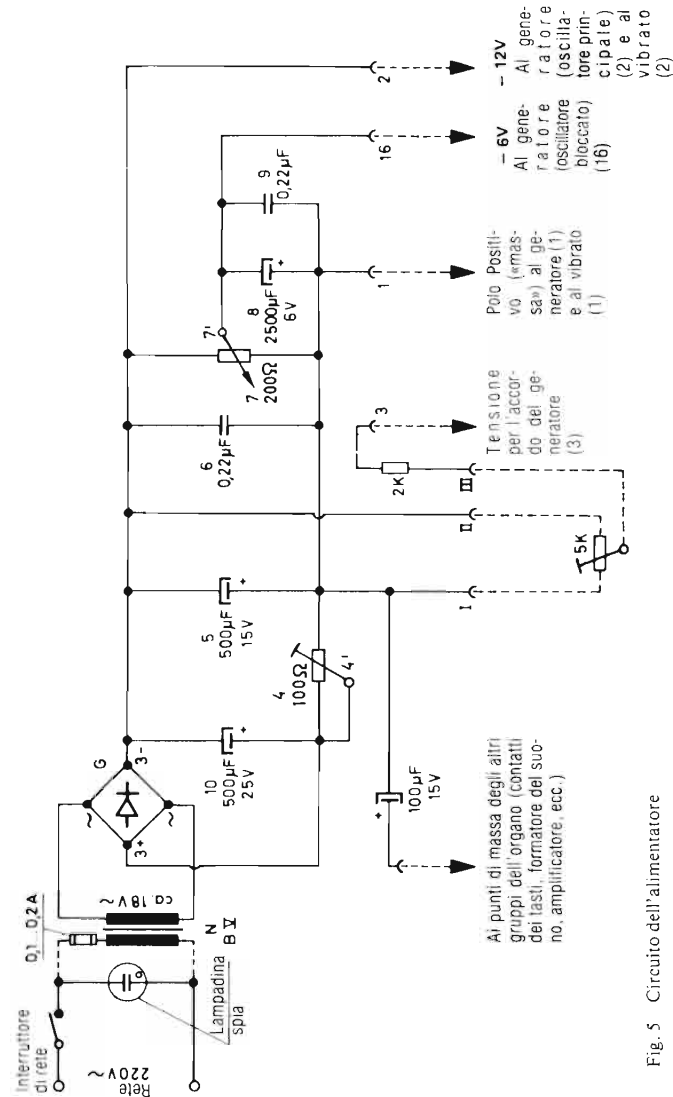 Interruttore
di rete
Rete
220V ~
Lampadina
spia
0,1...0,2 A
ca. 18V ~
N
B V
G
~
~
3+
3-
10
500µF
25V
+
4
100Ω
4'
5
500µF
15V
+
6
0,22µF
7
200Ω
7'
8
2500µF
6V
+
9
0,22µF
100µF
15V
+
I
II
III
5K
2K
3
1
16
2
Ai punti di massa degli altri
gruppi dell'organo (contatti
dei tasti, formatore del suo-
no, amplificatore, ecc.)
Tensione
per l'accor-
do del ge-
neratore
(3)
Polo Positi-
vo («mas-
sa») al ge-
neratore (1)
e al vibrato
(1)
– 6V
Al gene-
ratore
(oscillatore
bloccato)
(16)
– 12V
Al gene-
ratore
(oscilla-
tore prin-
cipale)
(2) e al
vibrato
(2)
Fig. 5 Circuito dell'alimentatore